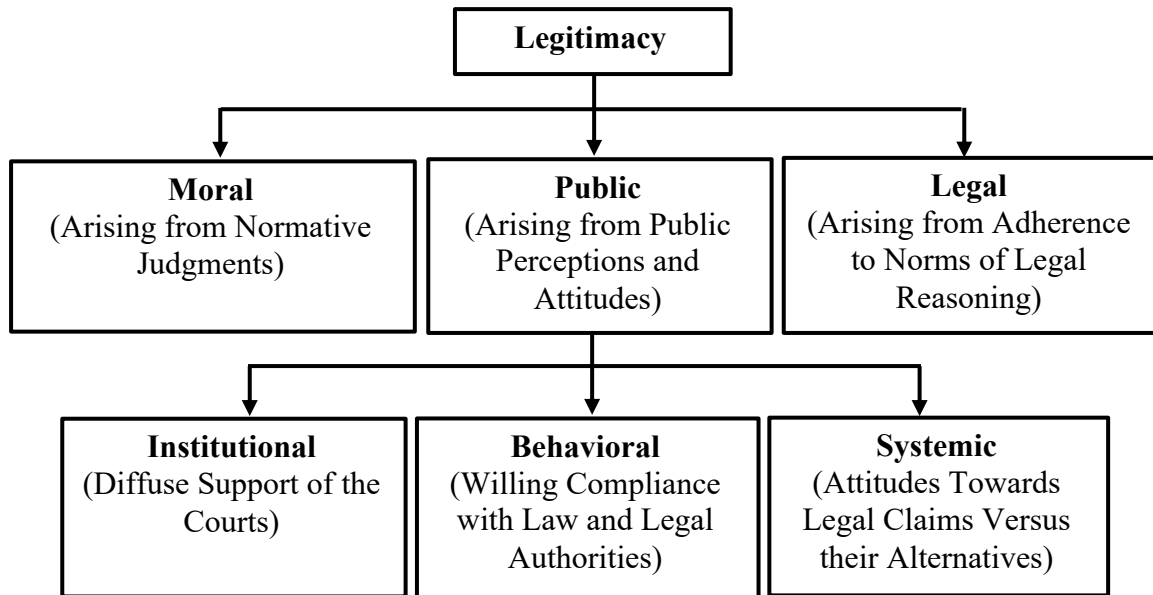 Legitimacy
Moral
(Arising from Normative
Judgments)
Public
(Arising from Public
Perceptions and
Attitudes)
Legal
(Arising from Adherence
to Norms of Legal
Reasoning)
Institutional
(Diffuse Support of the
Courts)
Behavioral
(Willing Compliance
with Law and Legal
Authorities)
Systemic
(Attitudes Towards
Legal Claims Versus
their Alternatives)